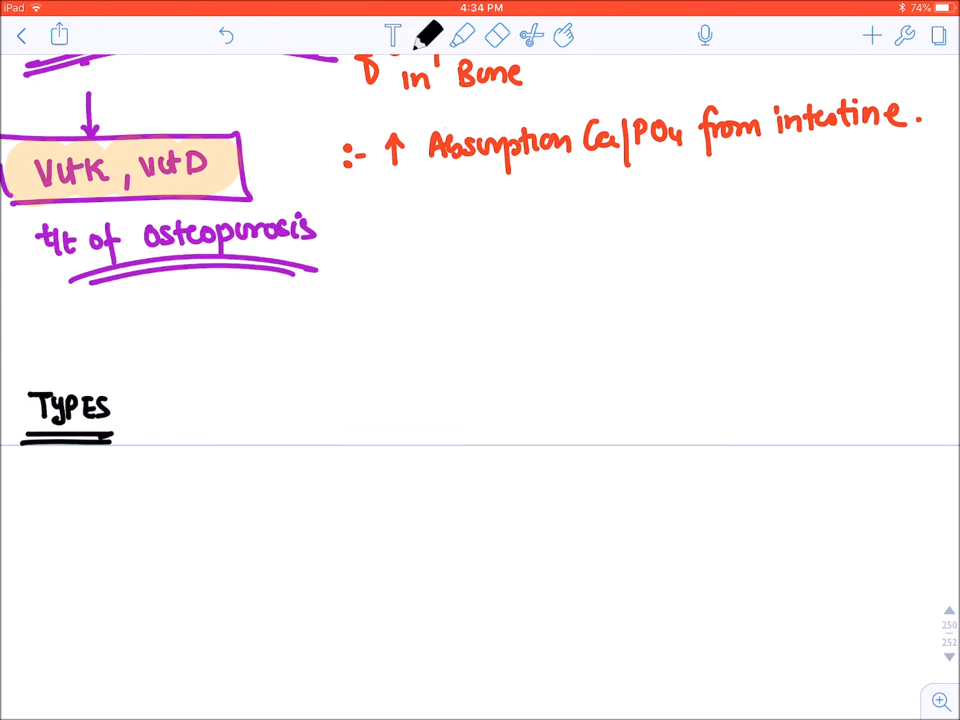 iPad 4:34 PM 74%
T
in Bone
Vit K, Vit D
:- ↑ Absorption Ca/PO4 from intestine.
t/t of osteoporosis
TYPES
250
252